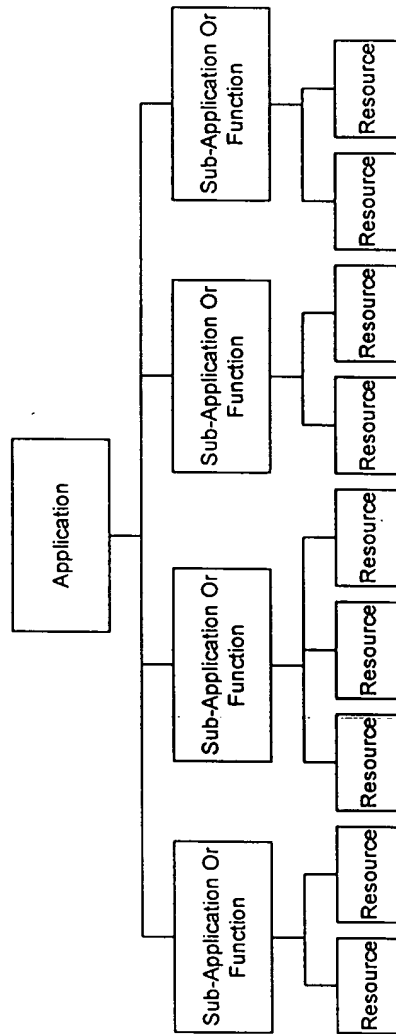 Application
Sub-Application Or
Function
Sub-Application Or
Function
Sub-Application Or
Function
Sub-Application Or
Function
Resource
Resource
Resource
Resource
Resource
Resource
Resource
Resource
Resource